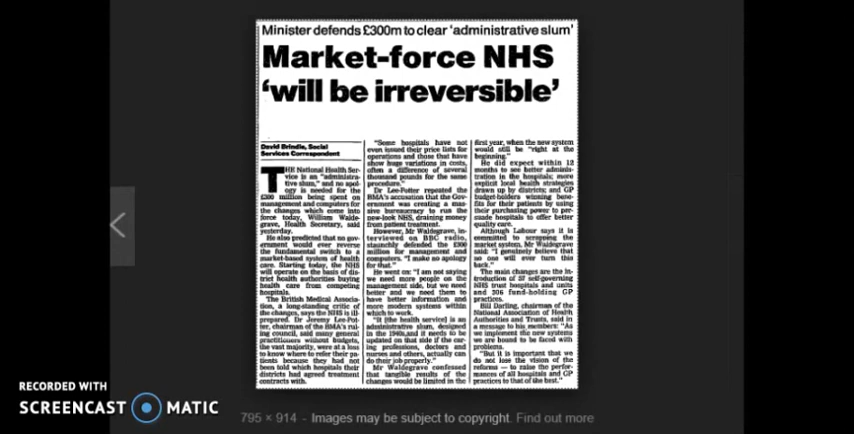 Minister defends £300m to clear 'administrative slum'
Market-force NHS
'will be irreversible'
David Brindle, Social
Services Correspondent
THE National Health Ser-
vice is an "administra-
tive slum," and no apol-
ogy is needed for the
£300 million being spent on
management and computers for
the changes which come into
force today, William Walde-
grave, Health Secretary, said
yesterday.
He also predicted that no gov-
ernment would ever reverse
the fundamental switch to a
market-based system of health
care. Starting today, the NHS
will operate on the basis of dis-
trict health authorities buying
health care from competing
hospitals.
The British Medical Associa-
tion, a long-standing critic of
the changes, says the NHS is ill-
prepared. Dr Jeremy Lee-Pot-
ter, chairman of the BMA's rul-
ing council, said many general
practitioners without budgets,
the vast majority, were at a loss
to know where to refer their pa-
tients because they had not
been told which hospitals their
districts had agreed treatment
contracts with.
"Some hospitals have not
even issued their price lists for
operations and those that have
show huge variations in costs,
often a difference of several
thousand pounds for the same
procedure."
Dr Lee-Potter repeated the
BMA's accusation that the Gov-
ernment was creating a mas-
sive bureaucracy to run the
new-look NHS, draining money
from patient treatment.
However, Mr Waldegrave, in-
terviewed on BBC radio,
staunchly defended the £300
million for management and
computers. "I make no apology
for that."
He went on: "I am not saying
we need more people on the
management side, but we need
better and we need them to
have better information and
more modern systems within
which to work.
"It [the health service] is an
administrative slum, designed
in the 1940s, and it needs to be
updated on that side if the car-
ing professions, doctors and
nurses and others, actually can
do their job properly."
Mr Waldegrave confessed
that tangible results of the
changes would be limited in the
first year, when the new system
would still be "right at the
beginning."
He did expect within 12
months to see better adminis-
tration in the hospitals; more
explicit local health strategies
drawn up by districts; and GP
budget-holders winning bene-
fits for their patients by using
their purchasing power to per-
suade hospitals to offer better
quality care.
Although Labour says it is
committed to scrapping the
market system, Mr Waldegrave
said: "I genuinely believe that
no one will ever turn this
back."
The main changes are the in-
troduction of 57 self-governing
NHS trust hospitals and units
and 306 fund-holding GP
practices.
Bill Darling, chairman of the
National Association of Health
Authorities and Trusts, said in
a message to his members: "As
we implement the new systems
we are bound to be faced with
problems.
"But it is important that we
do not lose the vision of the
reforms — to raise the perfor-
mances of all hospitals and GP
practices to that of the best."
795 × 914 - Images may be subject to copyright. Find out more
RECORDED WITH
SCREENCAST MATIC